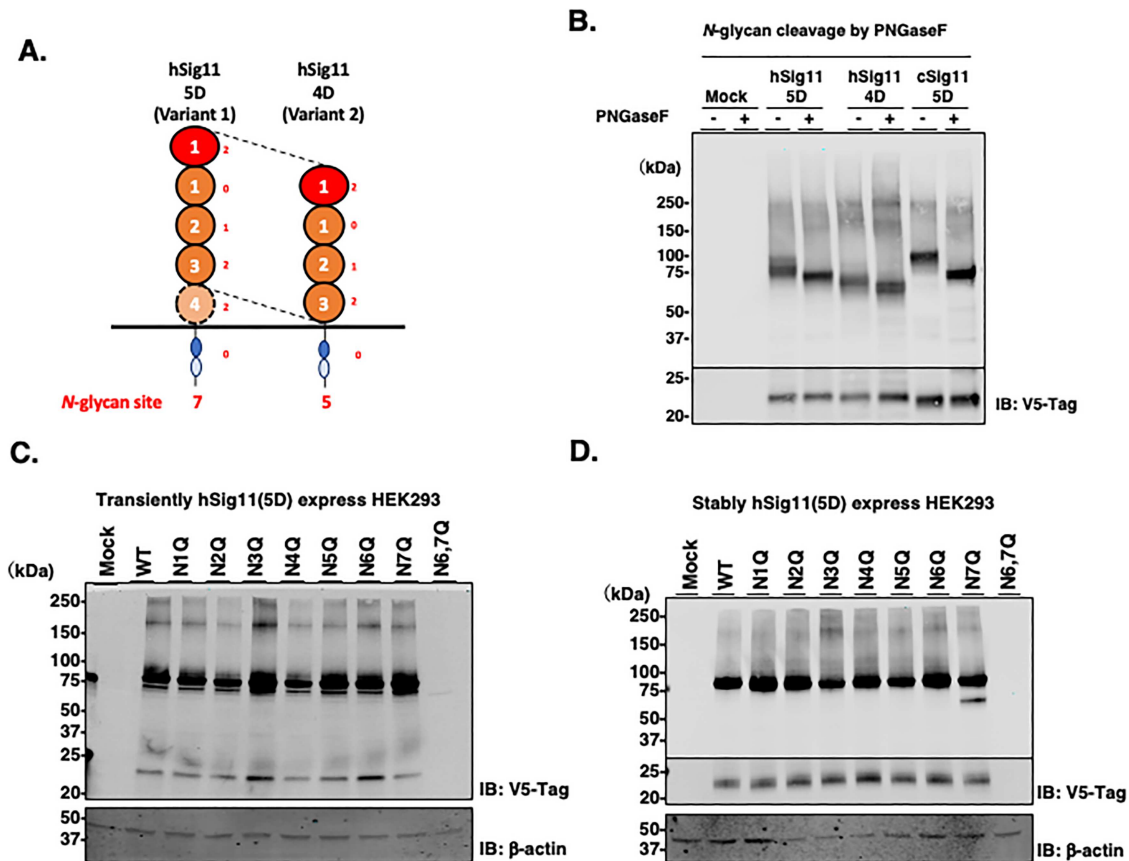 A.
hSig11
5D
(Variant 1)
hSig11
4D
(Variant 2)
1 2
1 0
2 1
3 2
4 2
0
1 2
1 0
2 1
3 2
0
N-glycan site 7 5
B.
N-glycan cleavage by PNGaseF
Mock
hSig11
5D
hSig11
4D
cSig11
5D
PNGaseF - + - + - + - +
(kDa)
250-
150-
100-
75-
50-
37-
25-
20-
IB: V5-Tag
C.
Transiently hSig11(5D) express HEK293
Mock WT N1Q N2Q N3Q N4Q N5Q N6Q N7Q N6,7Q
(kDa)
250-
150-
100-
75-
50-
37-
25-
20-
IB: V5-Tag
50-
37-
IB: β-actin
D.
Stably hSig11(5D) express HEK293
Mock WT N1Q N2Q N3Q N4Q N5Q N6Q N7Q N6,7Q
(kDa)
250-
150-
100-
75-
50-
37-
25-
20-
IB: V5-Tag
50-
37-
IB: β-actin